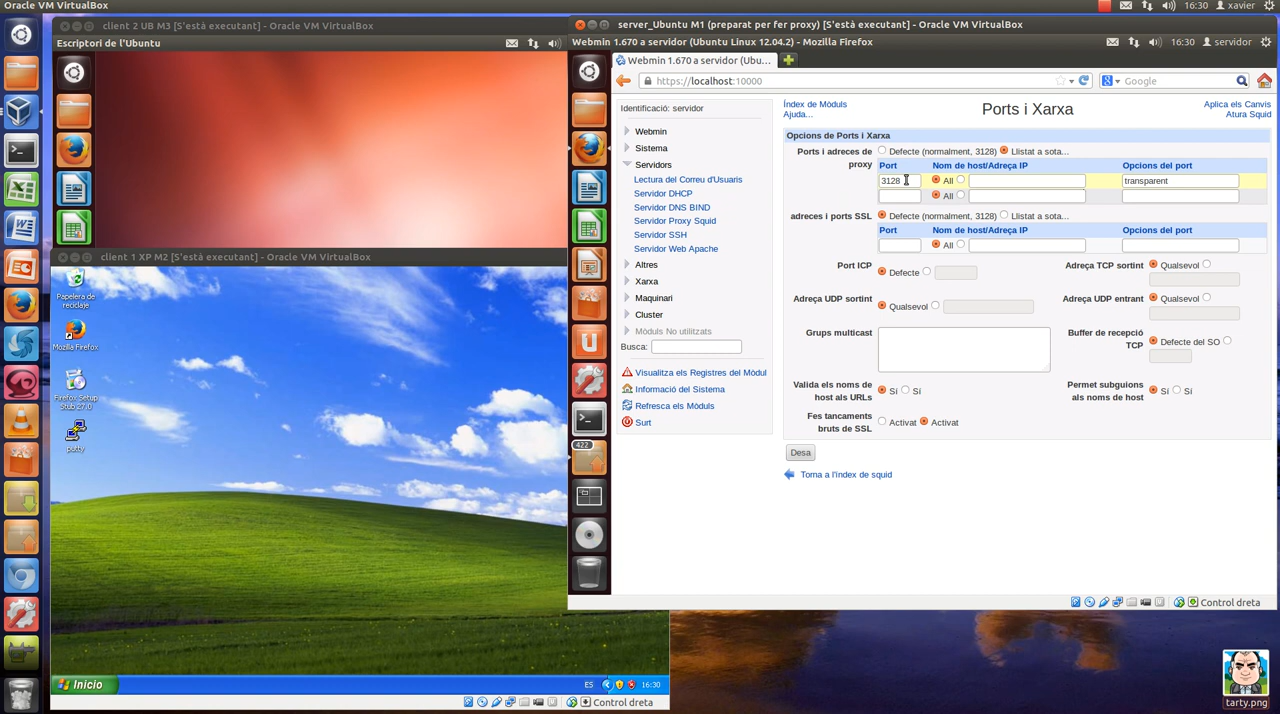 Oracle VM VirtualBox
16:30
xavier
client 2 UB M3 [S'està executant] - Oracle VM VirtualBox
Escriptori de l'Ubuntu
server_Ubuntu M1 (preparat per fer proxy) [S'està executant] - Oracle VM VirtualBox
Webmin 1.670 a servidor (Ubuntu Linux 12.04.2) - Mozilla Firefox
16:30
servidor
Webmin 1.670 a servidor (Ubu...
https://localhost:10000
Google
Identificació: servidor
Webmin
Sistema
Servidors
Lectura del Correu d'Usuaris
Servidor DHCP
Servidor DNS BIND
Servidor Proxy Squid
Servidor SSH
Servidor Web Apache
Altres
Xarxa
Maquinari
Cluster
Mòduls No utilitzats
Busca:
Visualitza els Registres del Mòdul
Informació del Sistema
Refresca els Mòduls
Surt
422
Índex de Mòduls
Ajuda...
Ports i Xarxa
Aplica els Canvis
Atura Squid
Opcions de Ports i Xarxa
Ports i adreces de proxy
Defecte (normalment, 3128)
Llistat a sota...
Port
Nom de host/Adreça IP
Opcions del port
3128
All
transparent
All
adreces i ports SSL
Defecte (normalment, 3128)
Llistat a sota...
Port
Nom de host/Adreça IP
Opcions del port
All
Port ICP
Defecte
Adreça TCP sortint
Qualsevol
Adreça UDP sortint
Qualsevol
Adreça UDP entrant
Qualsevol
Grups multicast
Buffer de recepció TCP
Defecte del SO
Valida els noms de host als URLs
Sí
Sí
Permet subguions als noms de host
Sí
Sí
Fes tancaments bruts de SSL
Activat
Activat
Desa
Torna a l'índex de squid
Control dreta
client 1 XP M2 [S'està executant] - Oracle VM VirtualBox
Papelera de reciclaje
Mozilla Firefox
Firefox Setup Stub 27.0
putty
Inicio
ES
16:30
Control dreta
tarty.png